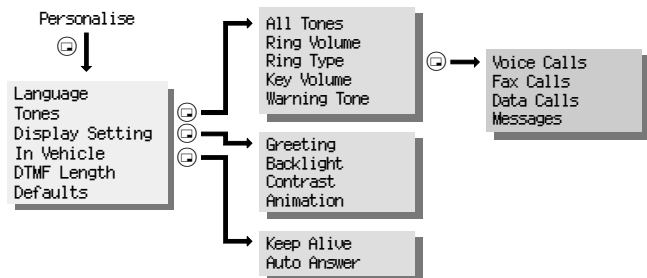 Personalise
Language
Tones
Display Setting
In Vehicle
DTMF Length
Defaults
All Tones
Ring Volume
Ring Type
Key Volume
Warning Tone
Voice Calls
Fax Calls
Data Calls
Messages
Greeting
Backlight
Contrast
Animation
Keep Alive
Auto Answer